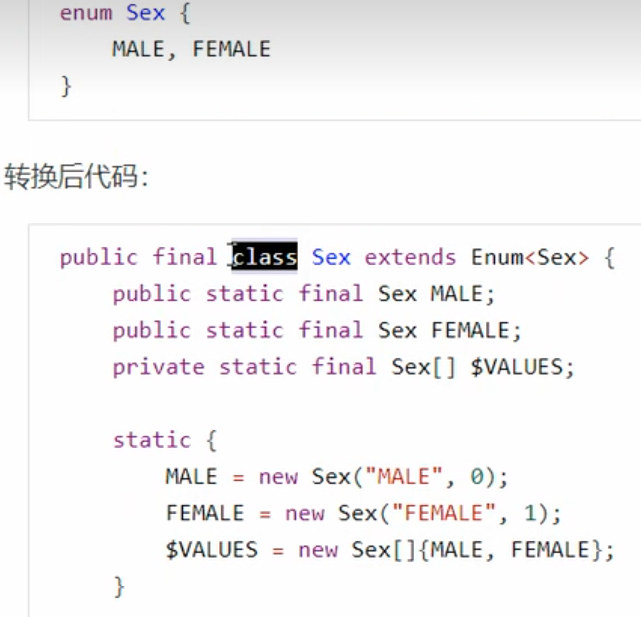 enum Sex {
    MALE, FEMALE
}
转换后代码：
public final class Sex extends Enum<Sex> {
    public static final Sex MALE;
    public static final Sex FEMALE;
    private static final Sex[] $VALUES;
    static {
        MALE = new Sex("MALE", 0);
        FEMALE = new Sex("FEMALE", 1);
        $VALUES = new Sex[]{MALE, FEMALE};
    }